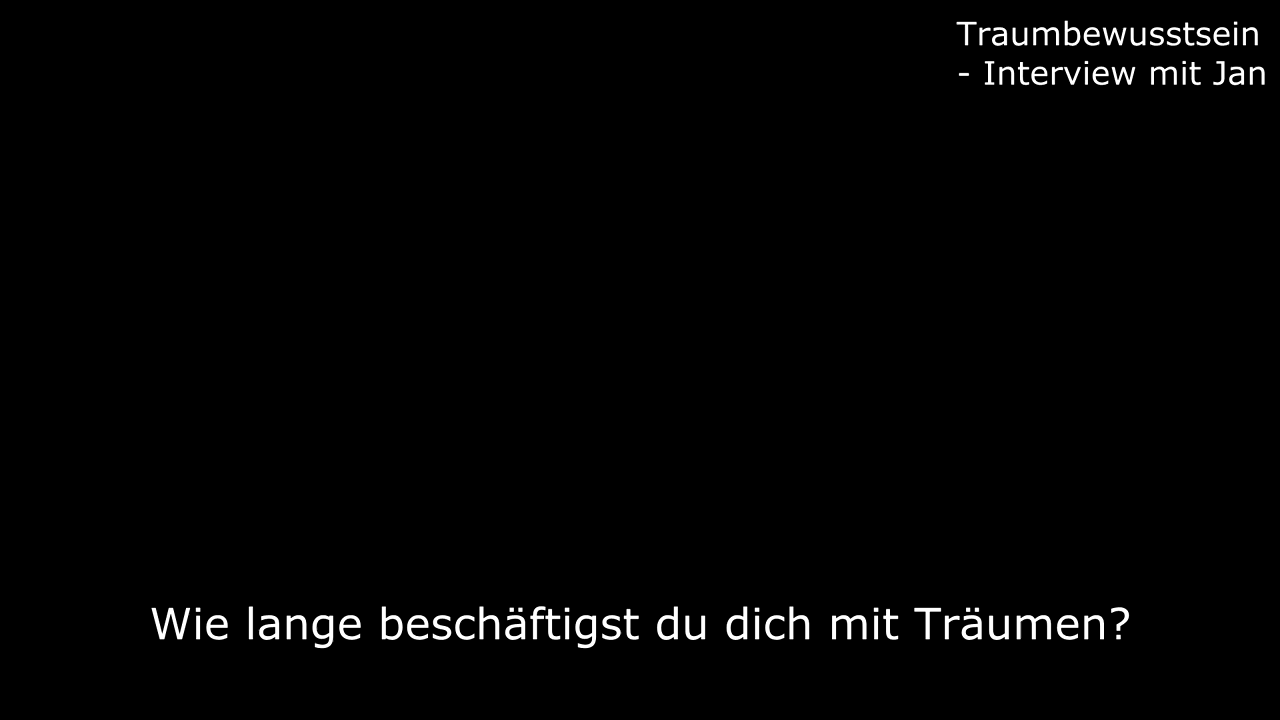 Traumbewusstsein
- Interview mit Jan
Wie lange beschäftigst du dich mit Träumen?